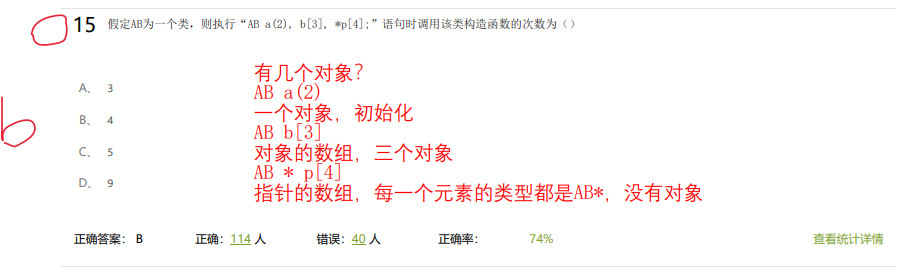 15 假定AB为一个类，则执行“AB a(2), b[3], *p[4];”语句时调用该类构造函数的次数为（）
有几个对象？
A、 3
AB a(2)
一个对象，初始化
B、 4
b
AB b[3]
对象的数组，三个对象
C、 5
AB * p[4]
D、 9
指针的数组，每一个元素的类型都是AB*，没有对象
正确答案： B 正确：114 人 错误：40 人 正确率： 74% 查看统计详情